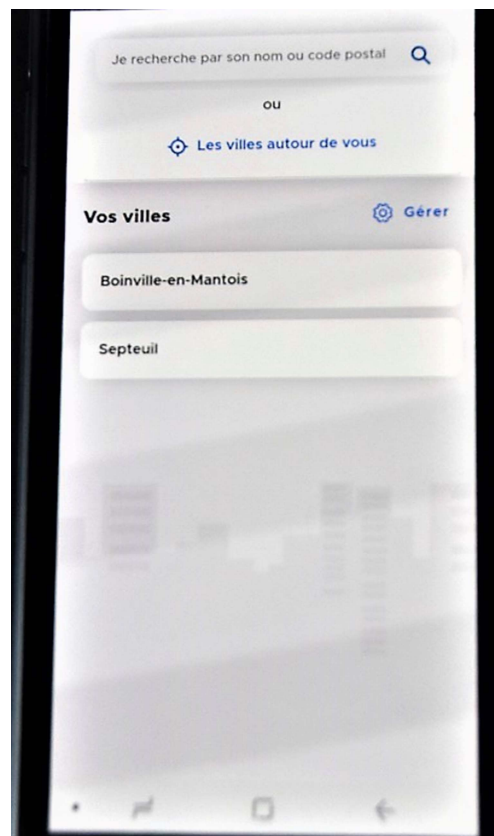 Je recherche par son nom ou code postal
ou
Les villes autour de vous
Vos villes
Gérer
Boinville-en-Mantois
Septeuil